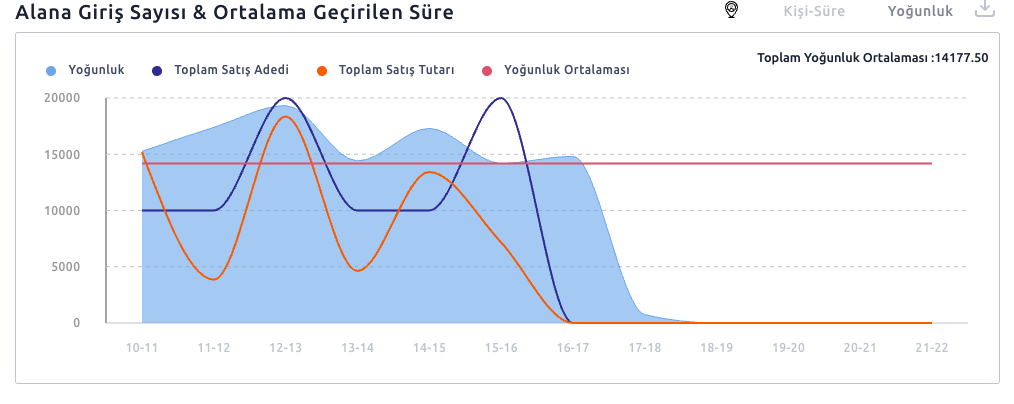 Alana Giriş Sayısı & Ortalama Geçirilen Süre
Kişi-Süre Yoğunluk
Toplam Yoğunluk Ortalaması :14177.50
Yoğunluk Toplam Satış Adedi Toplam Satış Tutarı Yoğunluk Ortalaması
20000
15000
10000
5000
0
10-11 11-12 12-13 13-14 14-15 15-16 16-17 17-18 18-19 19-20 20-21 21-22